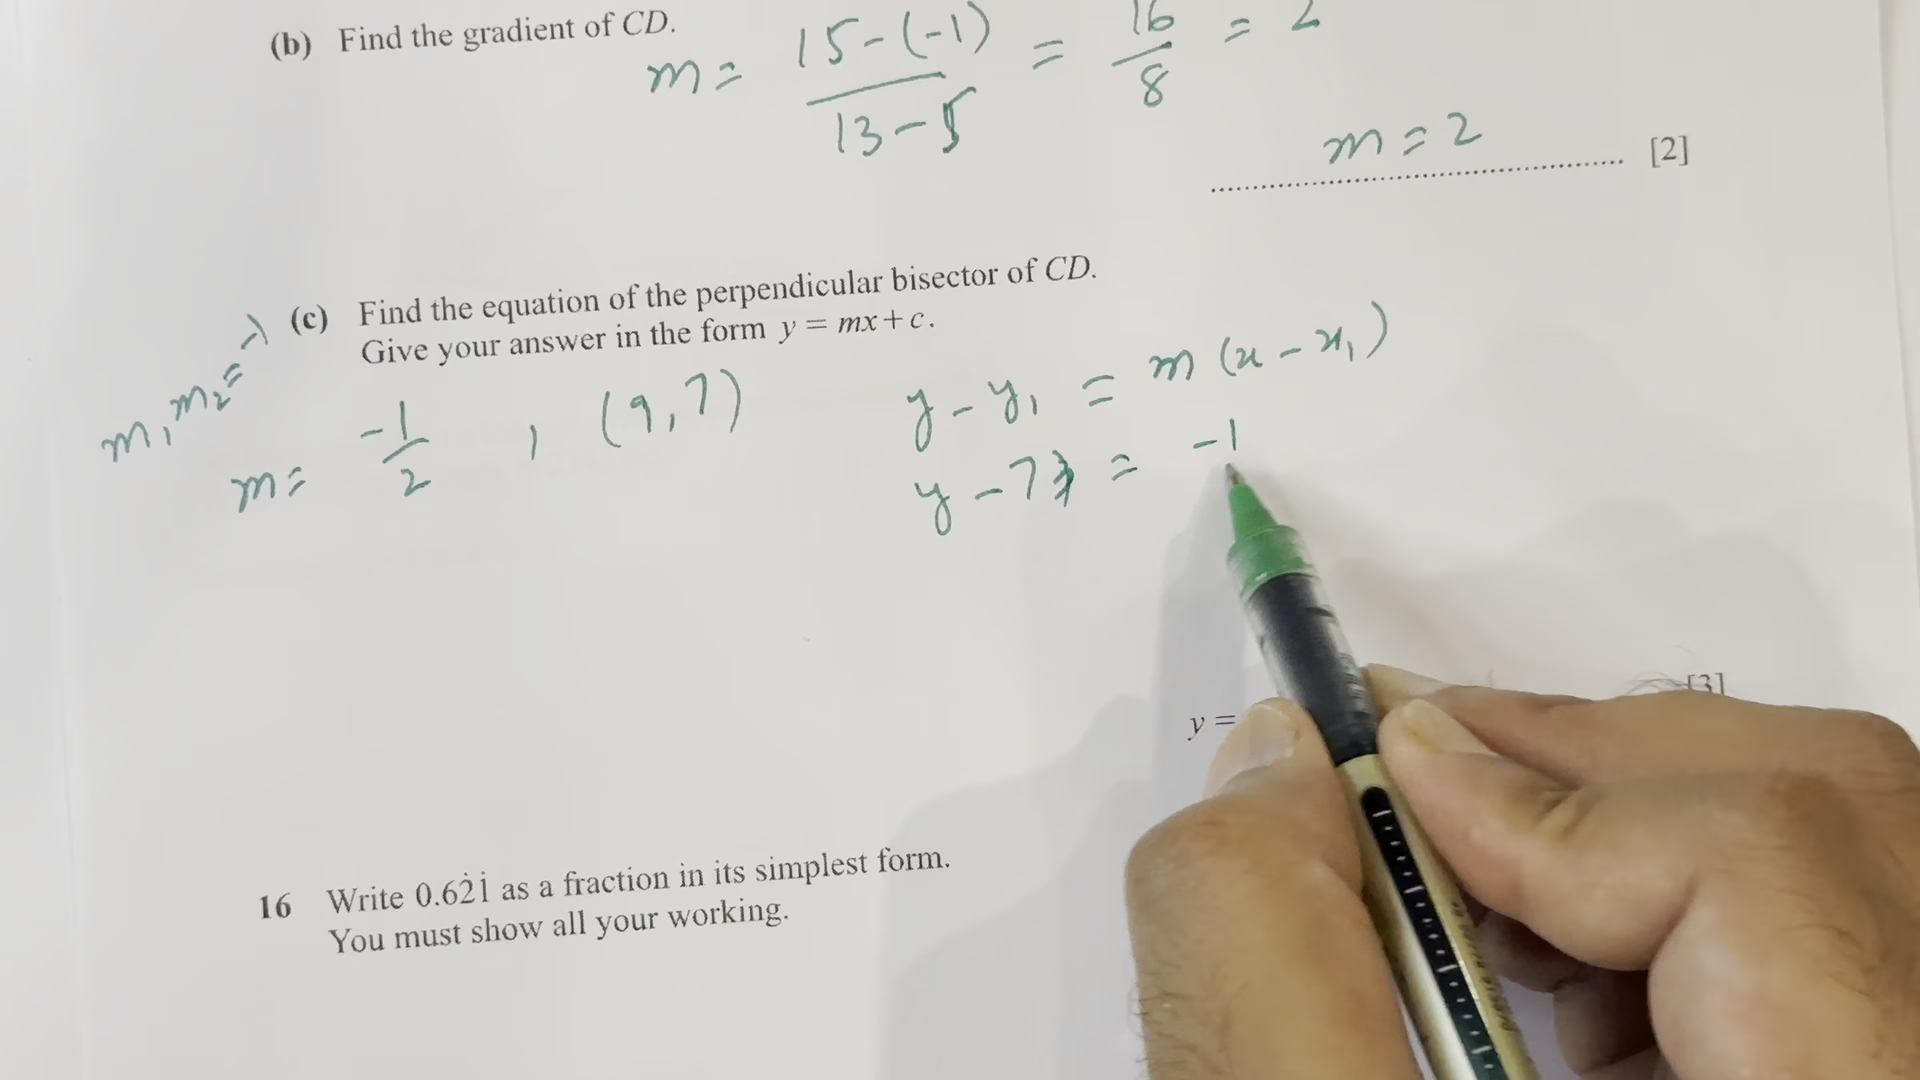 (b) Find the gradient of CD.
m = 15-(-1) / 13-5 = 16/8 = 2
m = 2
[2]
(c) Find the equation of the perpendicular bisector of CD.
Give your answer in the form y = mx + c.
m₁m₂ =
m = -1/2 , (9,7)
y - y₁ = m (x - x₁)
y - 7 = -1
y =
[3]
16 Write 0.62̇1̇ as a fraction in its simplest form.
You must show all your working.